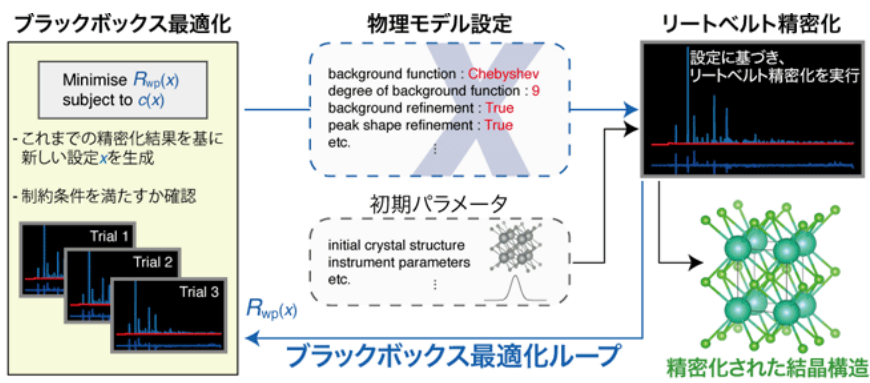 ブラックボックス最適化
Minimise Rwp(x)
subject to c(x)
- これまでの精密化結果を基に
新しい設定xを生成
- 制約条件を満たすか確認
Trial 1
Trial 2
Trial 3
物理モデル設定
X
background function : Chebyshev
degree of background function : 9
background refinement : True
peak shape refinement : True
etc.
⋮
初期パラメータ
initial crystal structure
instrument parameters
etc.
⋮
リートベルト精密化
設定に基づき、
リートベルト精密化を実行
Rwp(x)
ブラックボックス最適化ループ
精密化された結晶構造